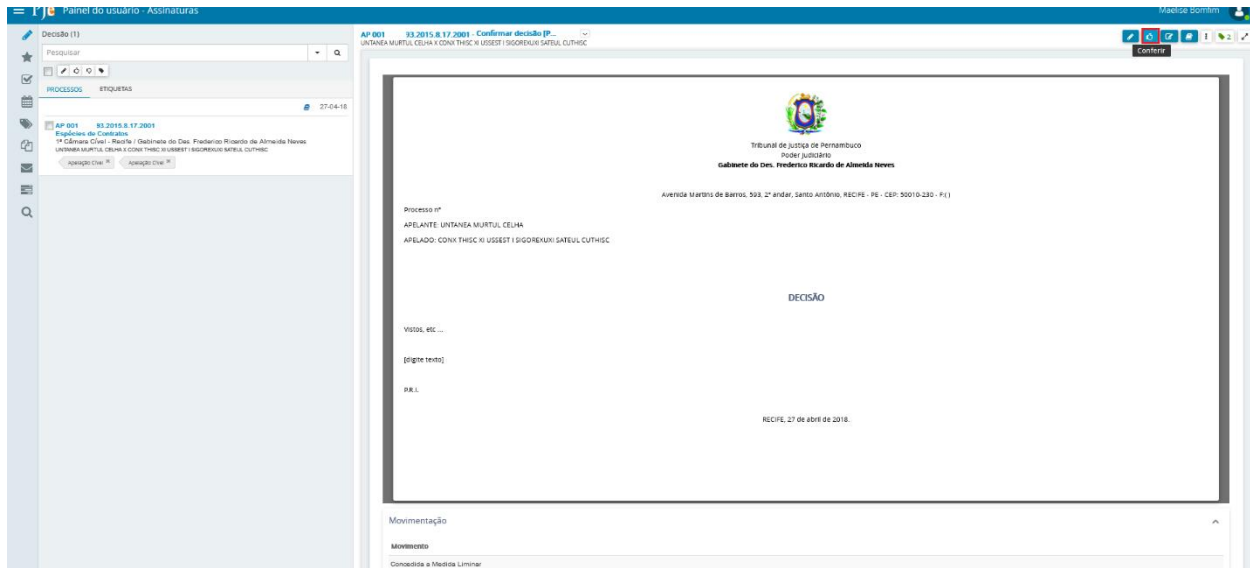 PJe Painel do usuário - Assinaturas
Maelise Bomfim
Decisão (1)
Pesquisar
PROCESSOS ETIQUETAS
27-04-18
AP 001 93.2015.8.17.2001
Espécies de Contratos
1ª Câmara Cível - Recife / Gabinete do Des. Frederico Ricardo de Almeida Neves
UNTANEA MURTUL CELHA X CONX THISC XI USSEST I SIGOREXUXI SATEUL CUTHISC
Apelação Cível × Apelação Cível ×
AP 001 93.2015.8.17.2001 - Confirmar decisão [P...
UNTANEA MURTUL CELHA X CONX THISC XI USSEST I SIGOREXUXI SATEUL CUTHISC
2
Conferir
Tribunal de Justiça de Pernambuco
Poder Judiciário
Gabinete do Des. Frederico Ricardo de Almeida Neves
Avenida Martins de Barros, 593, 2º andar, Santo Antônio, RECIFE - PE - CEP: 50010-230 - F:( )
Processo nº
APELANTE: UNTANEA MURTUL CELHA
APELADO: CONX THISC XI USSEST I SIGOREXUXI SATEUL CUTHISC
DECISÃO
Vistos, etc ...
[digite texto]
P.R.I.
RECIFE, 27 de abril de 2018.
Movimentação
Movimento
Concedida a Medida Liminar